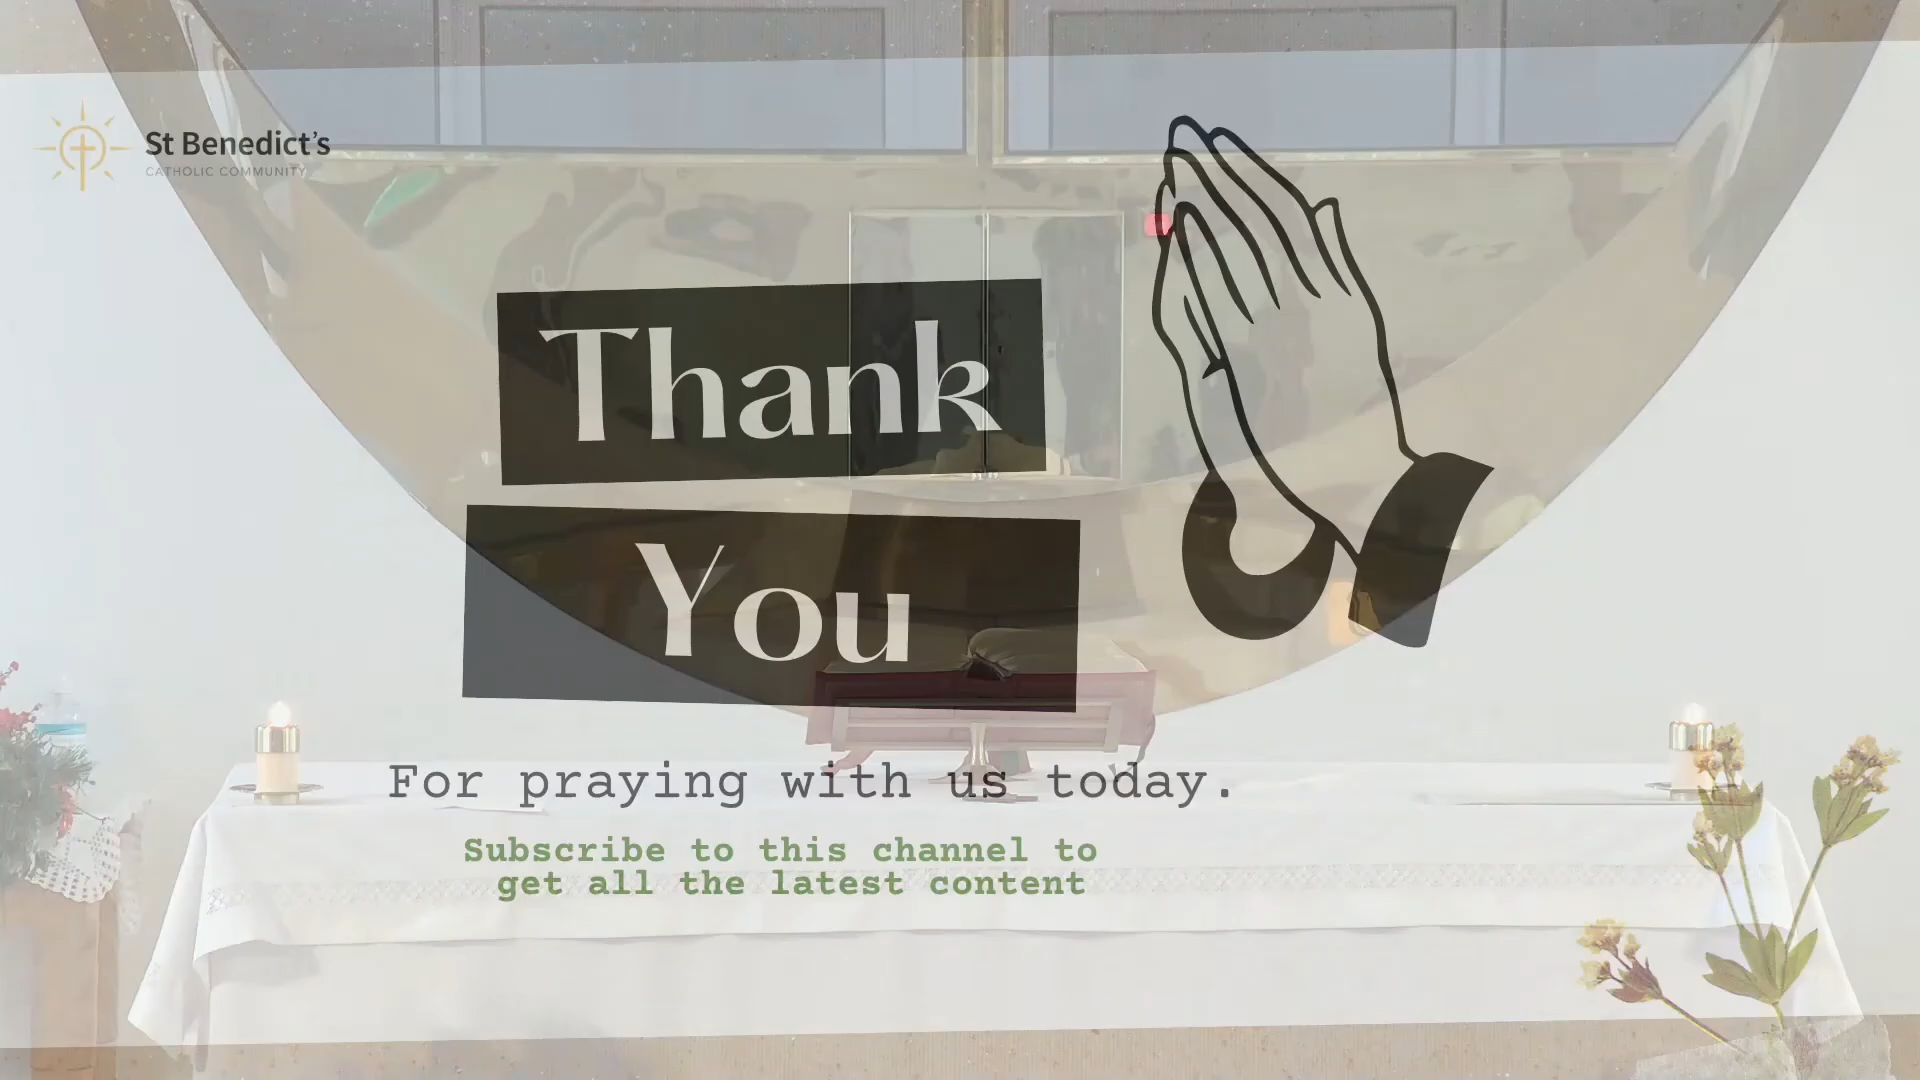 St Benedict's
CATHOLIC COMMUNITY
Thank
You
For praying with us today.
Subscribe to this channel to
get all the latest content